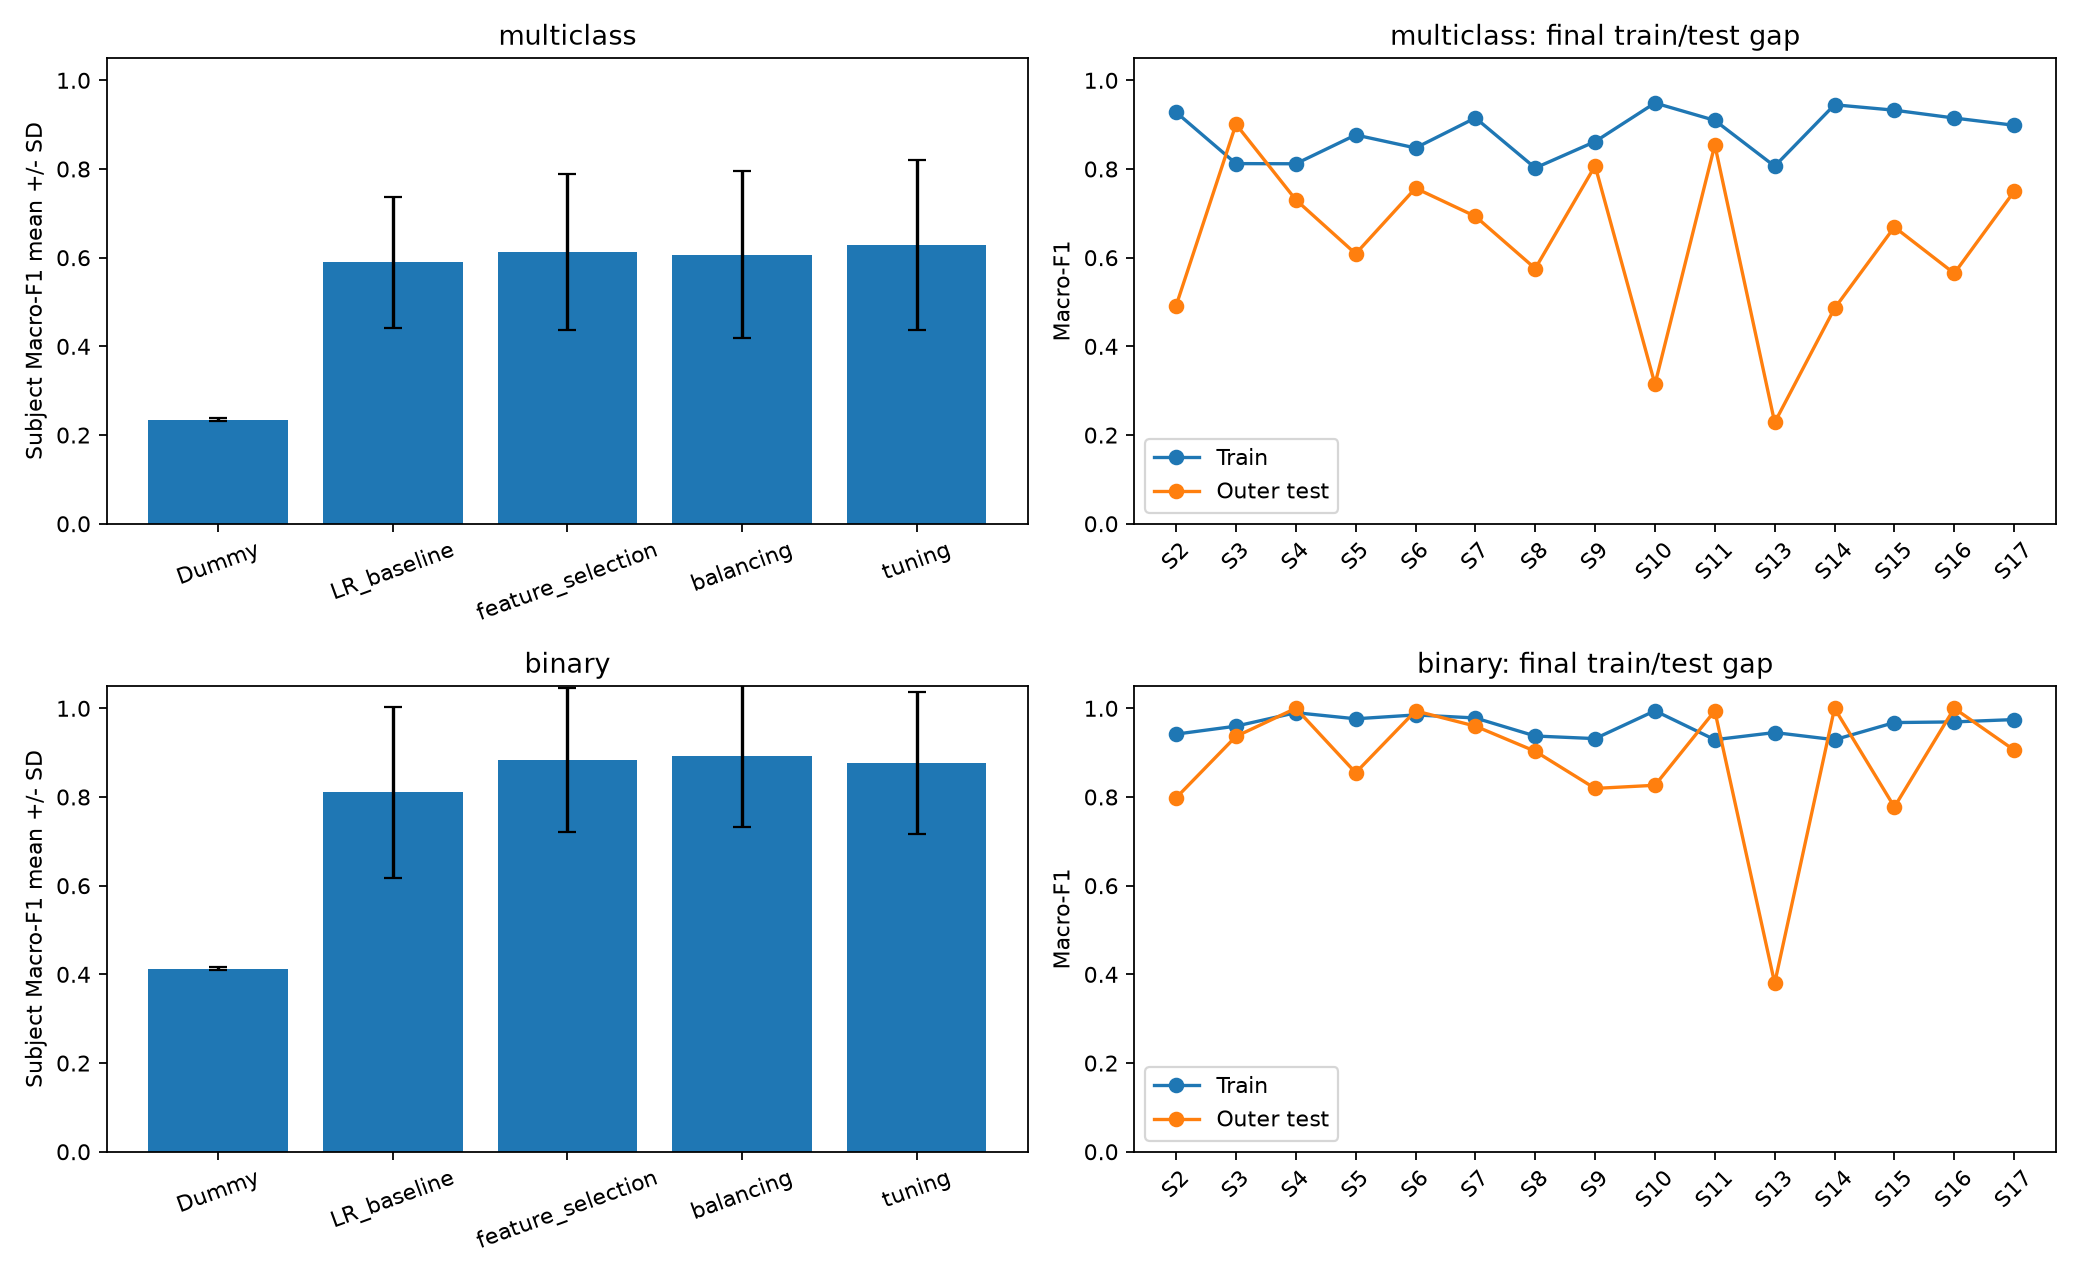 multiclass
Subject Macro-F1 mean +/- SD
1.0
0.8
0.6
0.4
0.2
0.0
Dummy
LR_baseline
feature_selection
balancing
tuning
multiclass: final train/test gap
Macro-F1
1.0
0.8
0.6
0.4
0.2
0.0
Train
Outer test
S2
S3
S4
S5
S6
S7
S8
S9
S10
S11
S13
S14
S15
S16
S17
binary
Subject Macro-F1 mean +/- SD
1.0
0.8
0.6
0.4
0.2
0.0
Dummy
LR_baseline
feature_selection
balancing
tuning
binary: final train/test gap
Macro-F1
1.0
0.8
0.6
0.4
0.2
0.0
Train
Outer test
S2
S3
S4
S5
S6
S7
S8
S9
S10
S11
S13
S14
S15
S16
S17